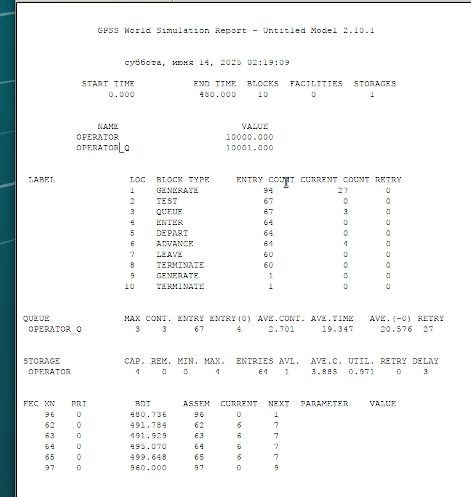 GPSS World Simulation Report - Untitled Model 2.10.1
суббота, июня 14, 2025 02:19:09
START TIME END TIME BLOCKS FACILITIES STORAGES
0.000 480.000 10 0 1
NAME VALUE
OPERATOR 10000.000
OPERATOR_Q 10001.000
LABEL LOC BLOCK TYPE ENTRY COUNT CURRENT COUNT RETRY
1 GENERATE 94 27 0
2 TEST 67 0 0
3 QUEUE 67 3 0
4 ENTER 64 0 0
5 DEPART 64 0 0
6 ADVANCE 64 4 0
7 LEAVE 60 0 0
8 TERMINATE 60 0 0
9 GENERATE 1 0 0
10 TERMINATE 1 0 0
QUEUE MAX CONT. ENTRY ENTRY(0) AVE.CONT. AVE.TIME AVE.(-0) RETRY
OPERATOR_Q 3 3 67 4 2.701 19.347 20.576 27
STORAGE CAP. REM. MIN. MAX. ENTRIES AVL. AVE.C. UTIL. RETRY DELAY
OPERATOR 4 0 0 4 64 1 3.885 0.971 0 3
FEC XN PRI BDT ASSEM CURRENT NEXT PARAMETER VALUE
96 0 480.736 96 0 1
62 0 491.784 62 6 7
63 0 491.929 63 6 7
64 0 495.070 64 6 7
65 0 499.648 65 6 7
97 0 960.000 97 0 9